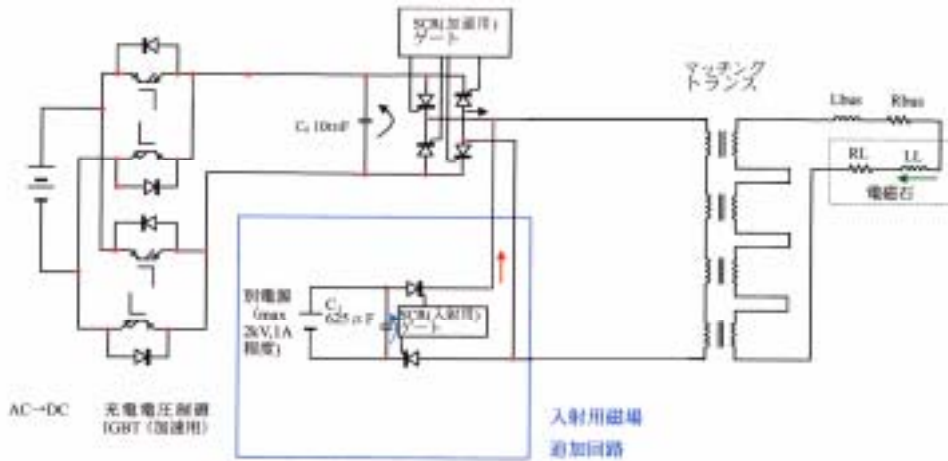 SCR(加速用)
ゲート
マッチング
トランス
Lbus Rbus
C₀ 10mF
RL LL
電磁石
別電源
(max
2kV,1A
程度)
C₁
625μF
SCR(入射用)
ゲート
AC→DC
充電電圧制御
IGBT (加速用)
入射用磁場
追加回路